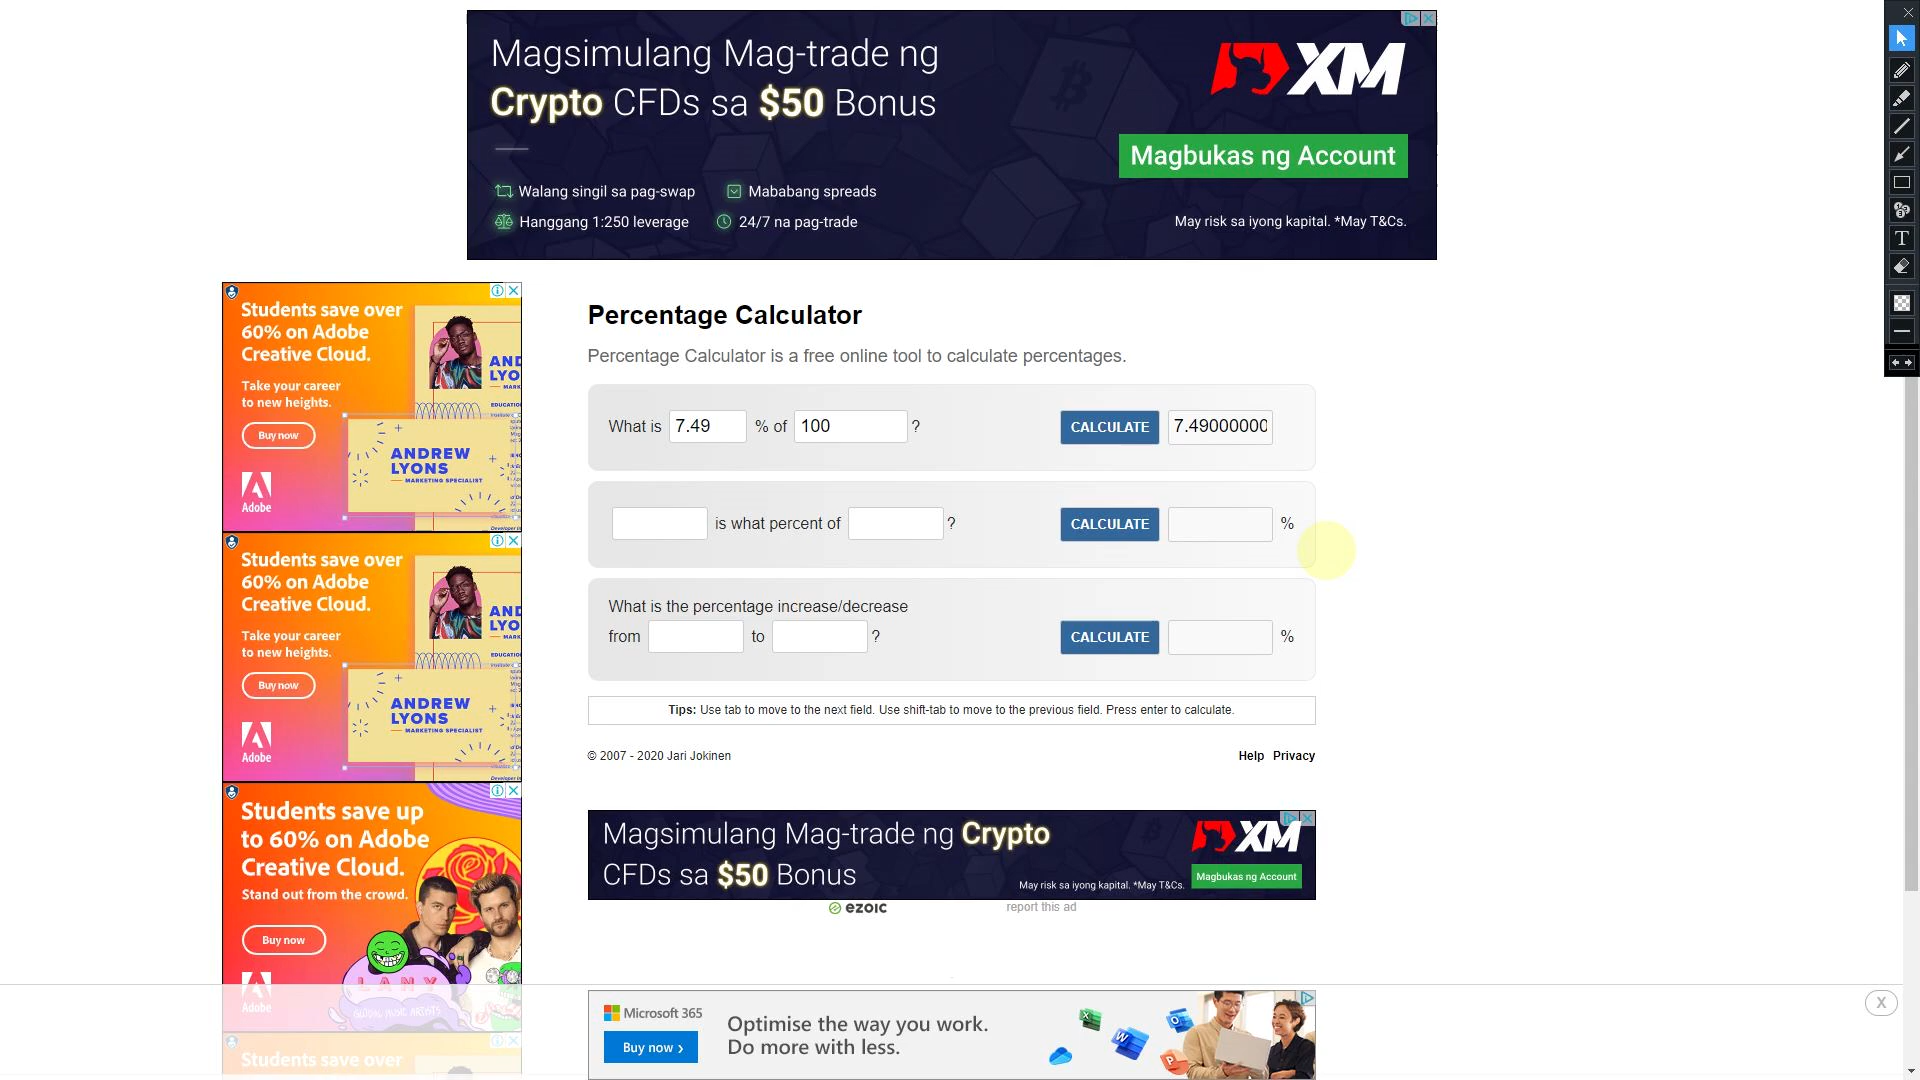 Magsimulang Mag-trade ng
Crypto CFDs sa $50 Bonus
XM
Magbukas ng Account
Walang singil sa pag-swap
Mababang spreads
Hanggang 1:250 leverage
24/7 na pag-trade
May risk sa iyong kapital. *May T&Cs.
Students save over
60% on Adobe
Creative Cloud.
Take your career
to new heights.
Buy now
Adobe
ANDREW
LYONS
MARKETING SPECIALIST
Students save over
60% on Adobe
Creative Cloud.
Take your career
to new heights.
Buy now
Adobe
ANDREW
LYONS
MARKETING SPECIALIST
Students save up
to 60% on Adobe
Creative Cloud.
Stand out from the crowd.
Buy now
Adobe
LANY
GLOBAL MUSIC ARTISTS
Students save over
Percentage Calculator
Percentage Calculator is a free online tool to calculate percentages.
What is 7.49 % of 100 ? CALCULATE 7.49000000
is what percent of ? CALCULATE %
What is the percentage increase/decrease
from to ? CALCULATE %
Tips: Use tab to move to the next field. Use shift-tab to move to the previous field. Press enter to calculate.
© 2007 - 2020 Jari Jokinen
Help Privacy
Magsimulang Mag-trade ng Crypto
CFDs sa $50 Bonus
XM
Magbukas ng Account
May risk sa iyong kapital. *May T&Cs.
ezoic
report this ad
Microsoft 365
Buy now ›
Optimise the way you work.
Do more with less.
X